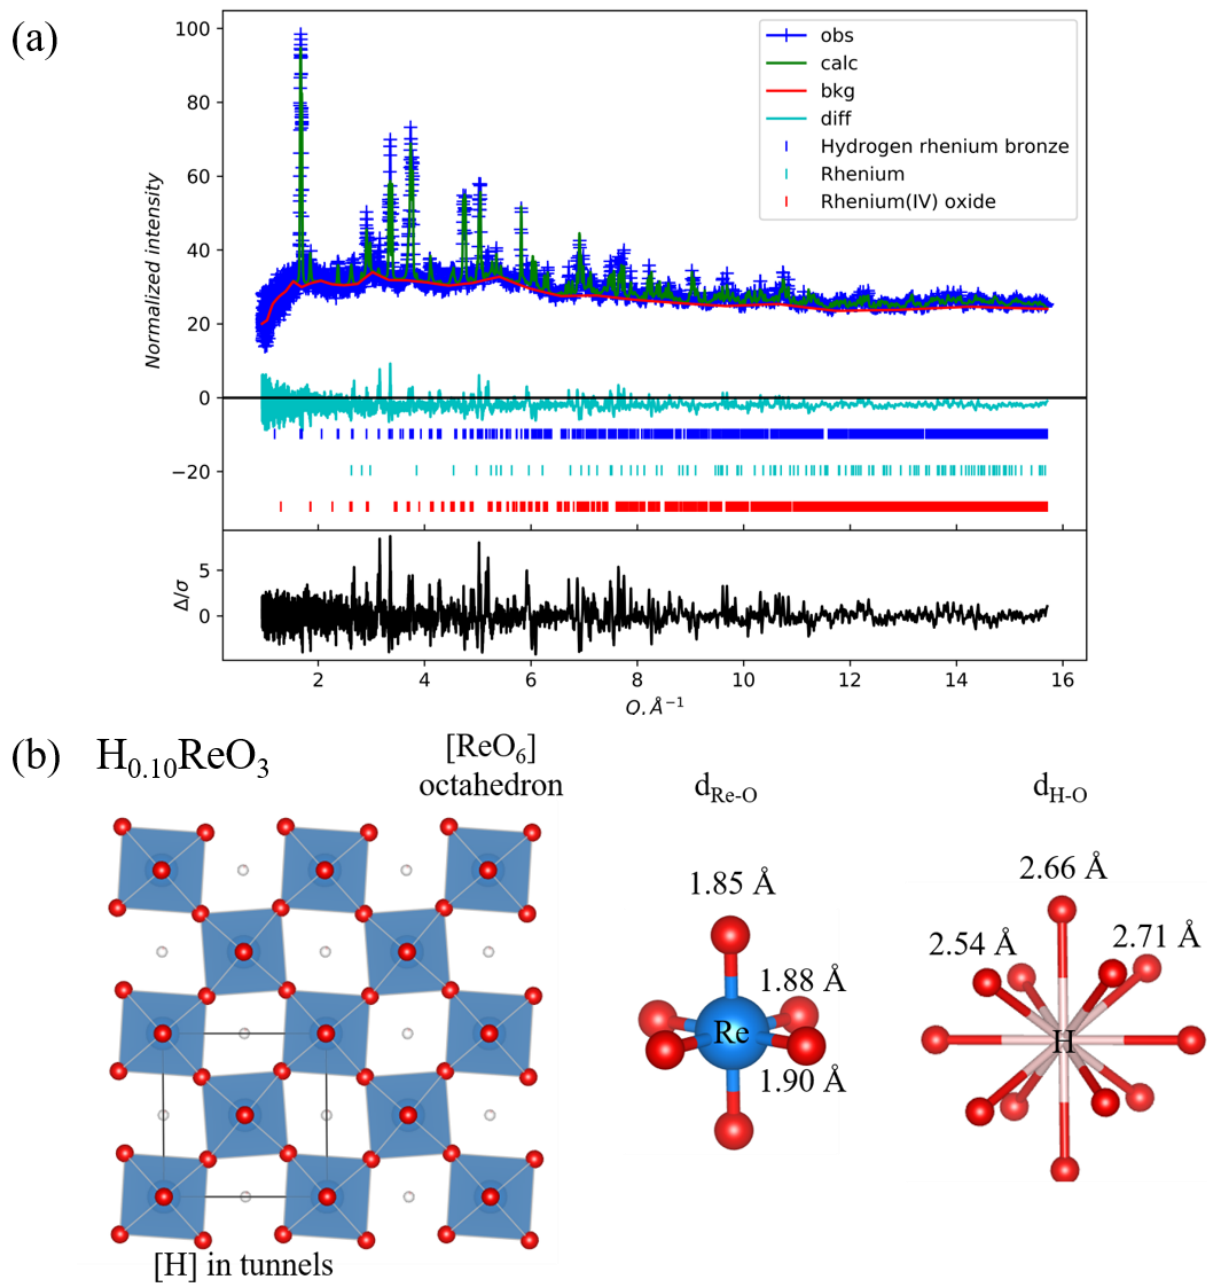 (a)
100
80
60
40
20
0
−20
Normalized intensity
obs
calc
bkg
diff
Hydrogen rhenium bronze
Rhenium
Rhenium(IV) oxide
5
0
Δ/σ
2 4 6 8 10 12 14 16
Q, Å⁻¹
(b) H₀.₁₀ReO₃
[ReO₆]
octahedron
d_Re-O
d_H-O
1.85 Å
1.88 Å
Re
1.90 Å
2.66 Å
2.54 Å
2.71 Å
H
[H] in tunnels